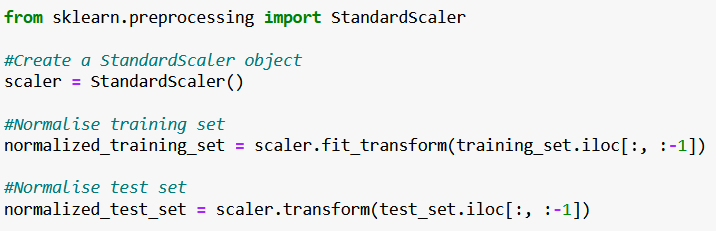 from sklearn.preprocessing import StandardScaler
#Create a StandardScaler object
scaler = StandardScaler()
#Normalise training set
normalized_training_set = scaler.fit_transform(training_set.iloc[:, :-1])
#Normalise test set
normalized_test_set = scaler.transform(test_set.iloc[:, :-1])